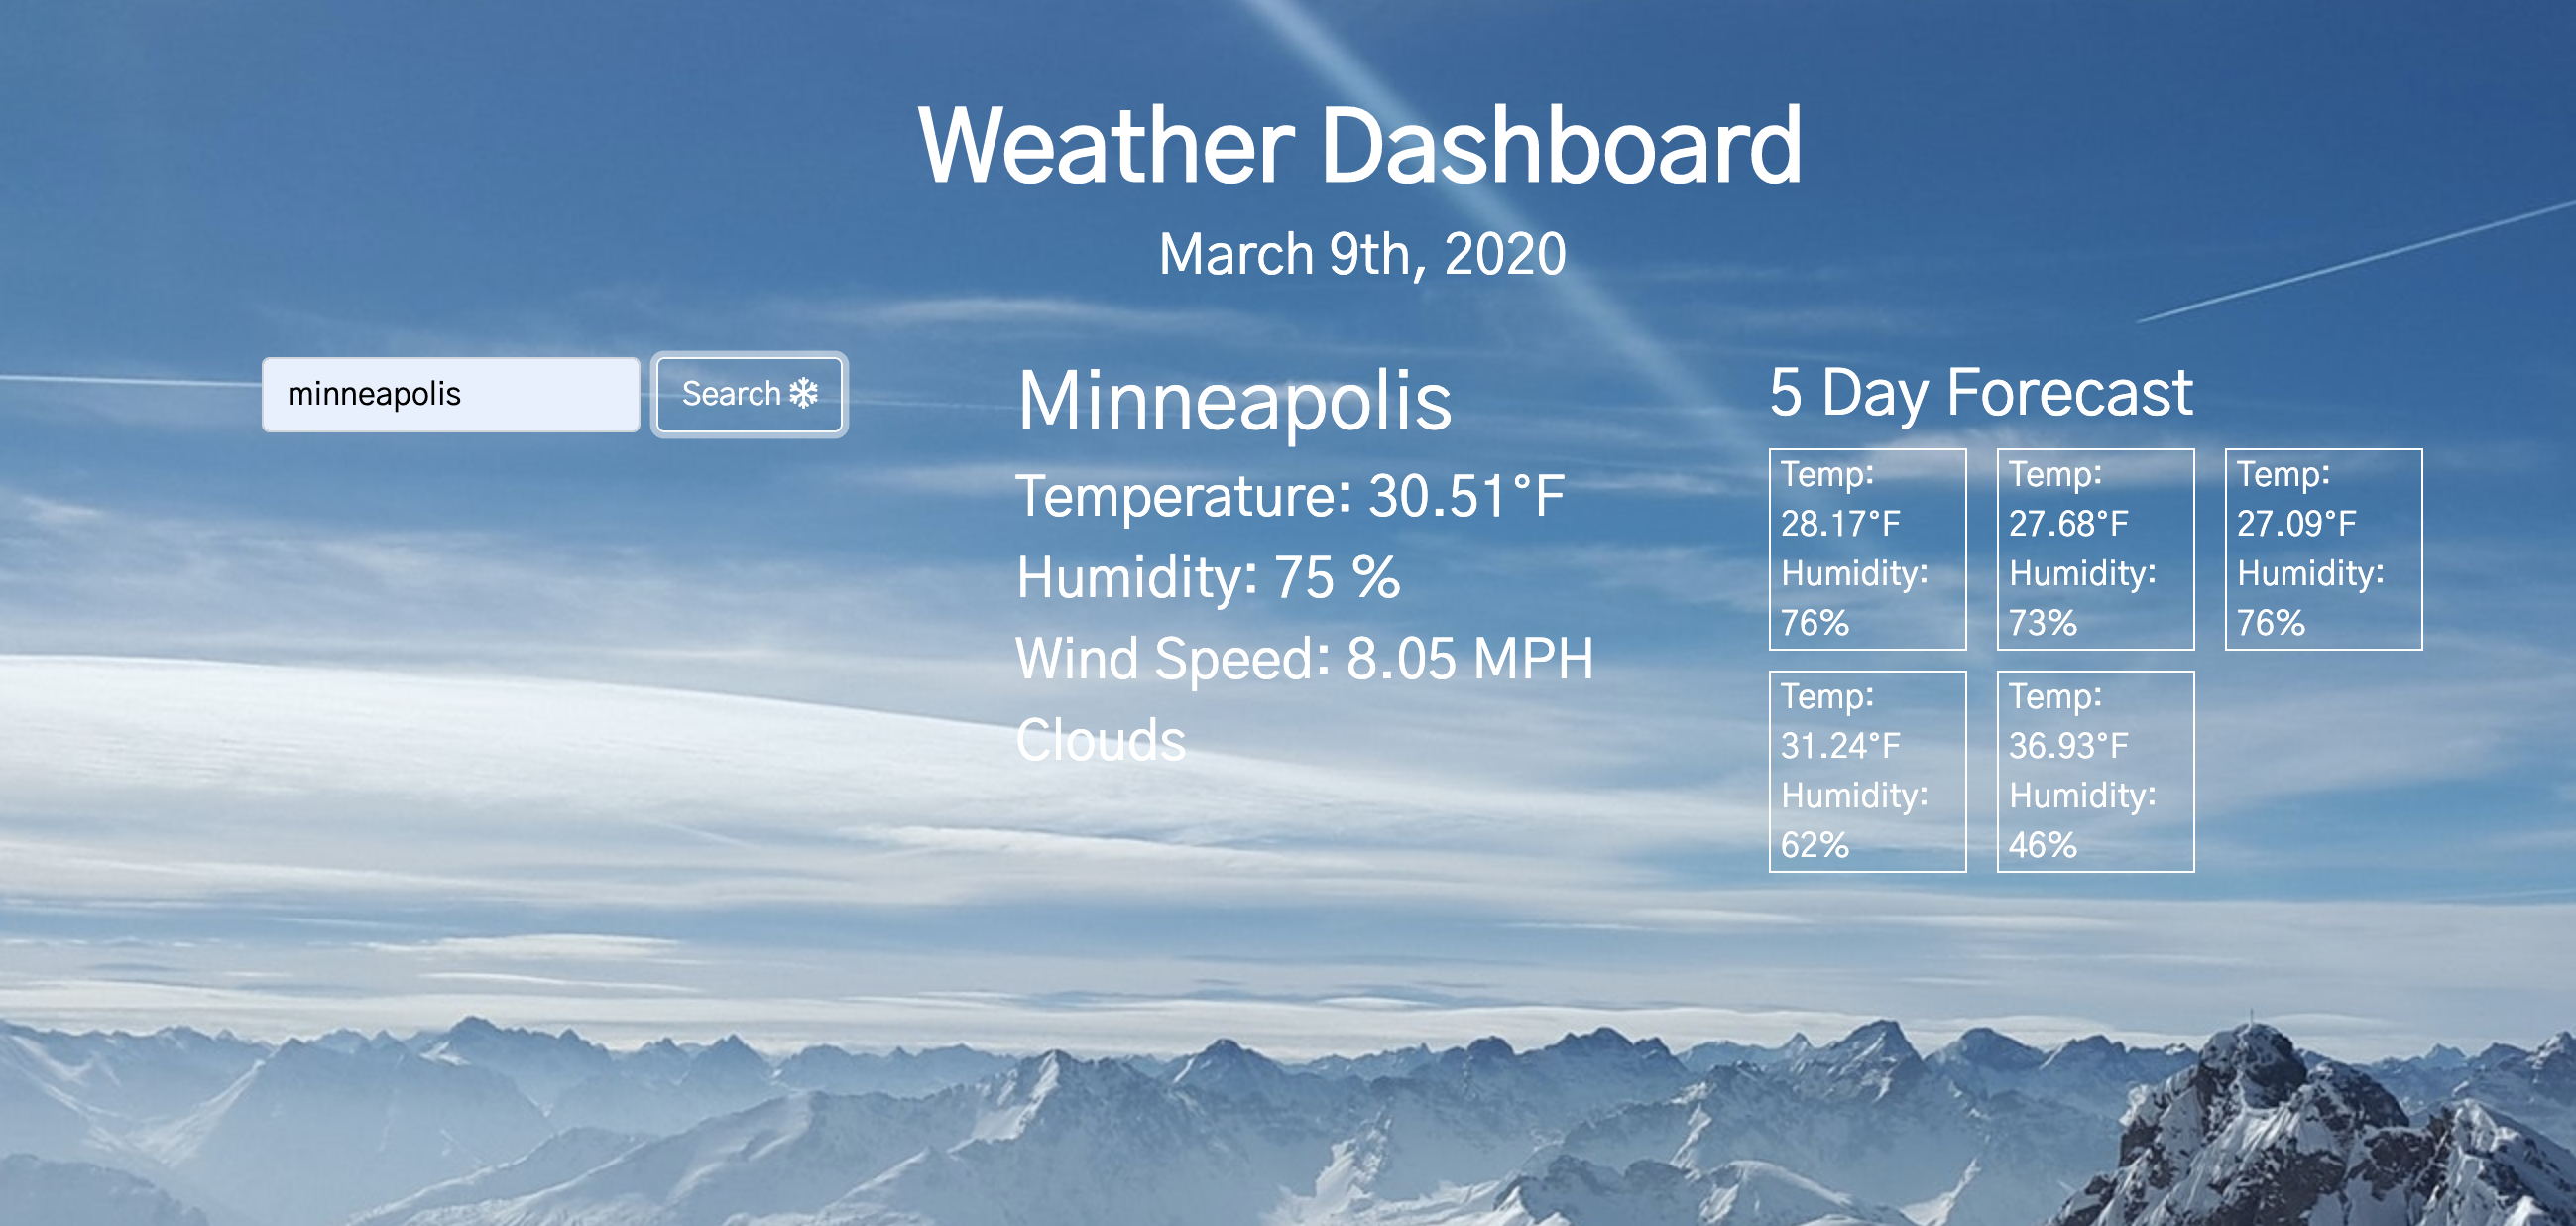 Weather Dashboard
March 9th, 2020
minneapolis
Search
Minneapolis
Temperature: 30.51°F
Humidity: 75 %
Wind Speed: 8.05 MPH
Clouds
5 Day Forecast
Temp:
28.17°F
Humidity:
76%
Temp:
27.68°F
Humidity:
73%
Temp:
27.09°F
Humidity:
76%
Temp:
31.24°F
Humidity:
62%
Temp:
36.93°F
Humidity:
46%